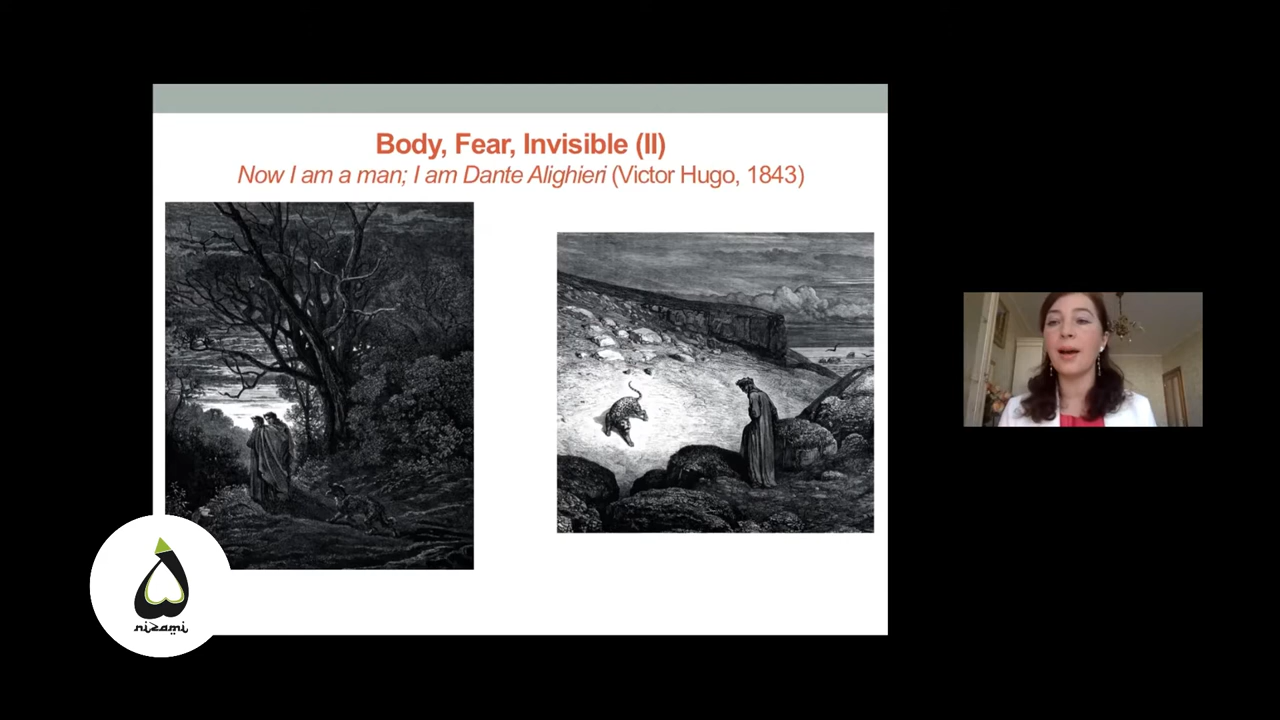 Body, Fear, Invisible (II)
Now I am a man; I am Dante Alighieri (Victor Hugo, 1843)
nizami